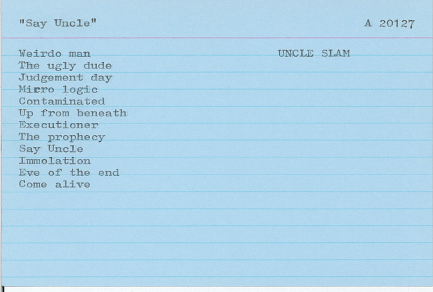 "Say Uncle" A 20127
Weirdo man UNCLE SLAM
The ugly dude
Judgement day
Mirro logic
Contaminated
Up from beneath
Executioner
The prophecy
Say Uncle
Immolation
Eve of the end
Come alive